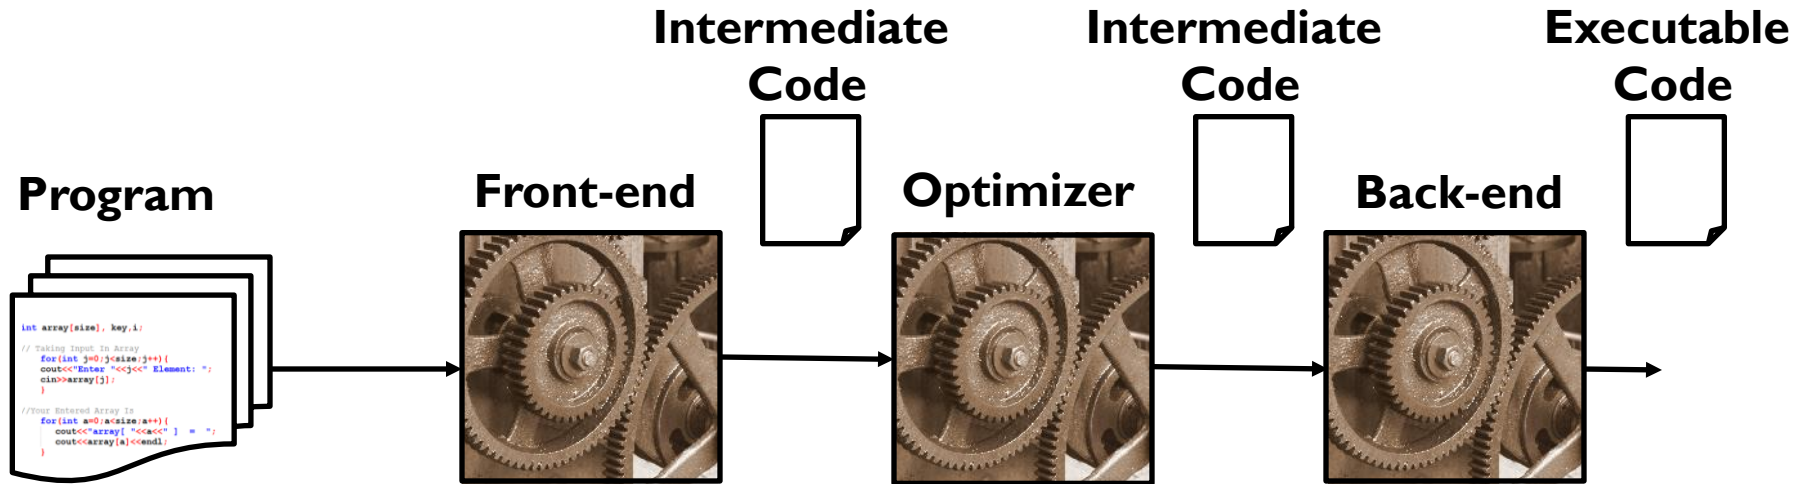 Intermediate
Code
Intermediate
Code
Executable
Code
Program
Front-end
Optimizer
Back-end
int array[size], key,i;
// Taking Input In Array
for(int j=0;j<size;j++){
cout<<"Enter "<<j<<" Element: ";
cin>>array[j];
}
//Your Entered Array Is
for(int a=0;a<size;a++){
cout<<"array[ "<<a<<" ]  =  ";
cout<<array[a]<<endl;
}